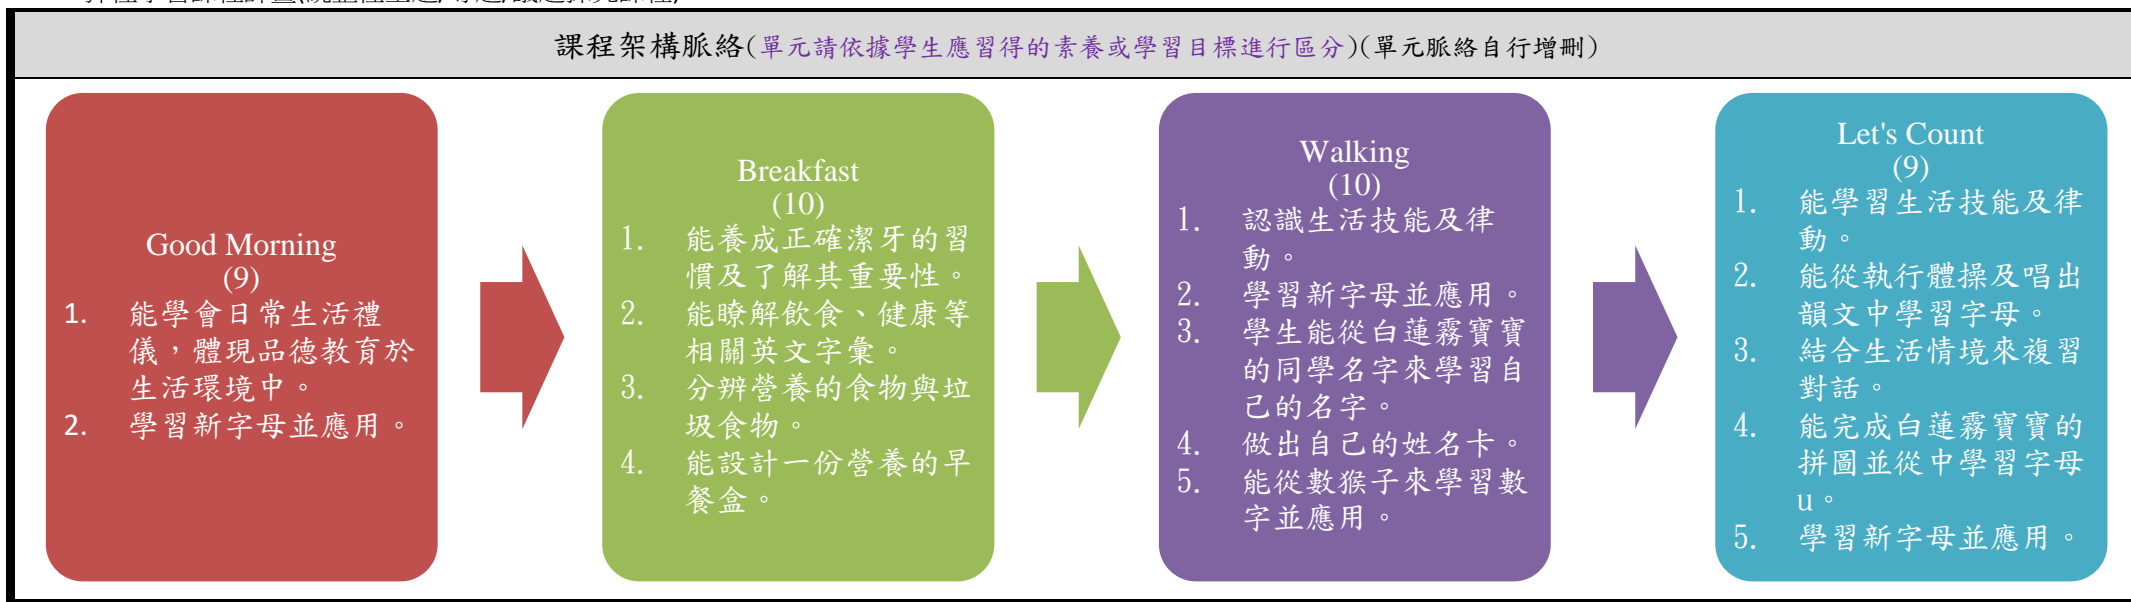 課程架構脈絡(單元請依據學生應習得的素養或學習目標進行區分)(單元脈絡自行增刪)
Good Morning
(9)
1. 能學會日常生活禮
儀，體現品德教育於
生活環境中。
2. 學習新字母並應用。
Breakfast
(10)
1. 能養成正確潔牙的習
慣及了解其重要性。
2. 能瞭解飲食、健康等
相關英文字彙。
3. 分辨營養的食物與垃
圾食物。
4. 能設計一份營養的早
餐盒。
Walking
(10)
1. 認識生活技能及律
動。
2. 學習新字母並應用。
3. 學生能從白蓮霧寶寶
的同學名字來學習自
己的名字。
4. 做出自己的姓名卡。
5. 能從數猴子來學習數
字並應用。
Let's Count
(9)
1. 能學習生活技能及律
動。
2. 能從執行體操及唱出
韻文中學習字母。
3. 結合生活情境來複習
對話。
4. 能完成白蓮霧寶寶的
拼圖並從中學習字母
u。
5. 學習新字母並應用。